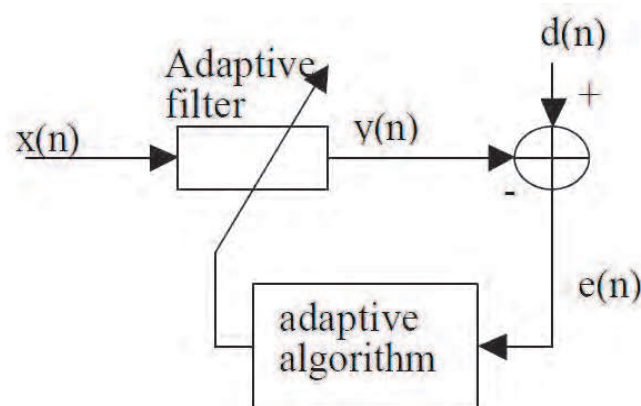 d(n)
Adaptive
filter
+
x(n)
y(n)
-
e(n)
adaptive
algorithm